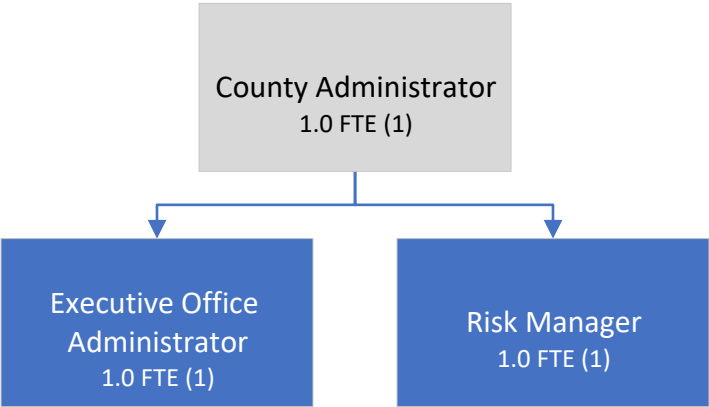 County Administrator
1.0 FTE (1)
Executive Office
Administrator
1.0 FTE (1)
Risk Manager
1.0 FTE (1)